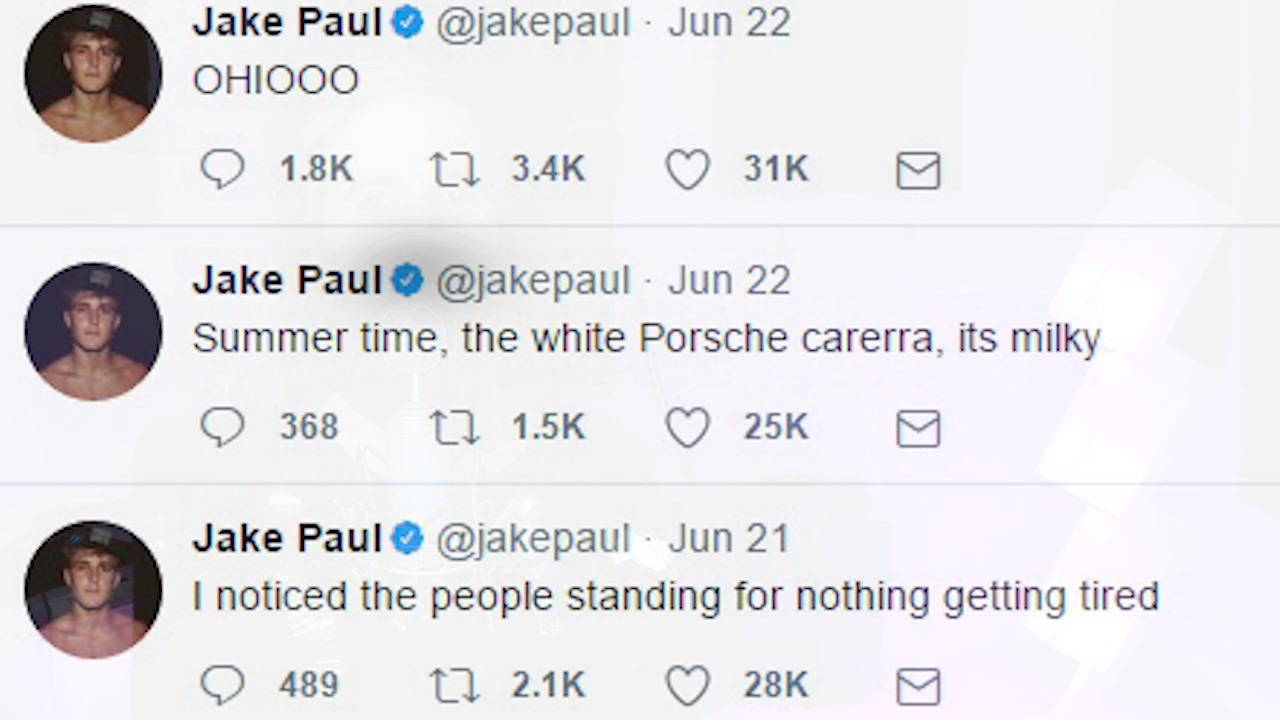 Jake Paul @jakepaul · Jun 22
OHIOOO
1.8K 3.4K 31K
Jake Paul @jakepaul · Jun 22
Summer time, the white Porsche carerra, its milky
368 1.5K 25K
Jake Paul @jakepaul · Jun 21
I noticed the people standing for nothing getting tired
489 2.1K 28K